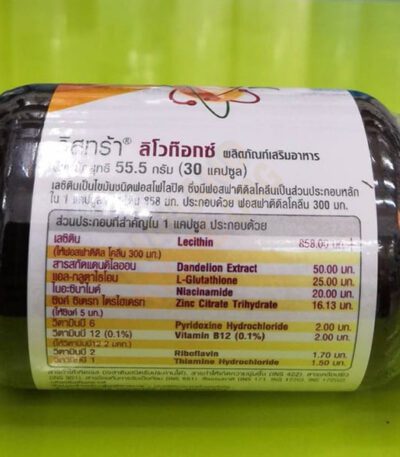 วิสทร้า® ลิโวท๊อกซ์ ผลิตภัณฑ์เสริมอาหาร
55.5 กรัม (30 แคปซูล)
เลซิตินเป็นไขมันชนิดฟอสโฟไลปิด ซึ่งมีฟอสฟาติดิลโคลีนเป็นส่วนประกอบหลัก
ใน 1 858 มก. ประกอบด้วย ฟอสฟาติดิลโคลีน 300 มก.
ส่วนประกอบที่สำคัญใน 1 แคปซูล ประกอบด้วย
เลซิติน Lecithin 858.00 มก.
(ให้ฟอสฟาติดิล โคลีน 300 มก.)
สารสกัดแดนดิไลออน Dandelion Extract 50.00 มก.
แอล-กลูตาไธโอน L-Glutathione 25.00 มก.
ไนอะซินาไมด์ Niacinamide 20.00 มก.
ซิงค์ ซิเตรท ไตรไฮเดรท Zinc Citrate Trihydrate 16.13 มก.
(ให้ซิงค์ 5 มก.)
วิตามินบี 6 Pyridoxine Hydrochloride 2.00 มก.
วิตามินบี 12 (0.1%) Vitamin B12 (0.1%) 2.00 มก.
(ให้วิตามินบี12 2 มคก.)
วิตามินบี 2 Riboflavin 1.70 มก.
วิตามินบี 1 Thiamine Hydrochloride 1.50 มก.